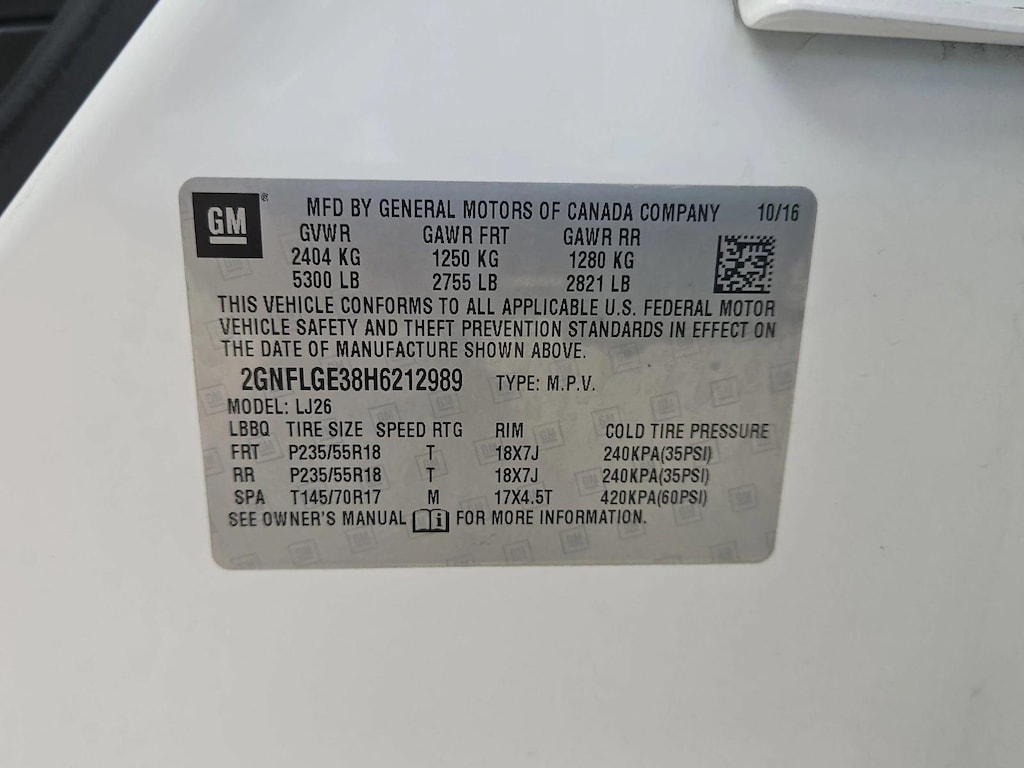 GM®
MFD BY GENERAL MOTORS OF CANADA COMPANY 10/16
GVWR GAWR FRT GAWR RR
2404 KG 1250 KG 1280 KG
5300 LB 2755 LB 2821 LB
THIS VEHICLE CONFORMS TO ALL APPLICABLE U.S. FEDERAL MOTOR
VEHICLE SAFETY AND THEFT PREVENTION STANDARDS IN EFFECT ON
THE DATE OF MANUFACTURE SHOWN ABOVE.
2GNFLGE38H6212989 TYPE: M.P.V.
MODEL: LJ26
LBBQ TIRE SIZE SPEED RTG RIM COLD TIRE PRESSURE
FRT P235/55R18 T 18X7J 240KPA(35PSI)
RR P235/55R18 T 18X7J 240KPA(35PSI)
SPA T145/70R17 M 17X4.5T 420KPA(60PSI)
SEE OWNER'S MANUAL i FOR MORE INFORMATION.